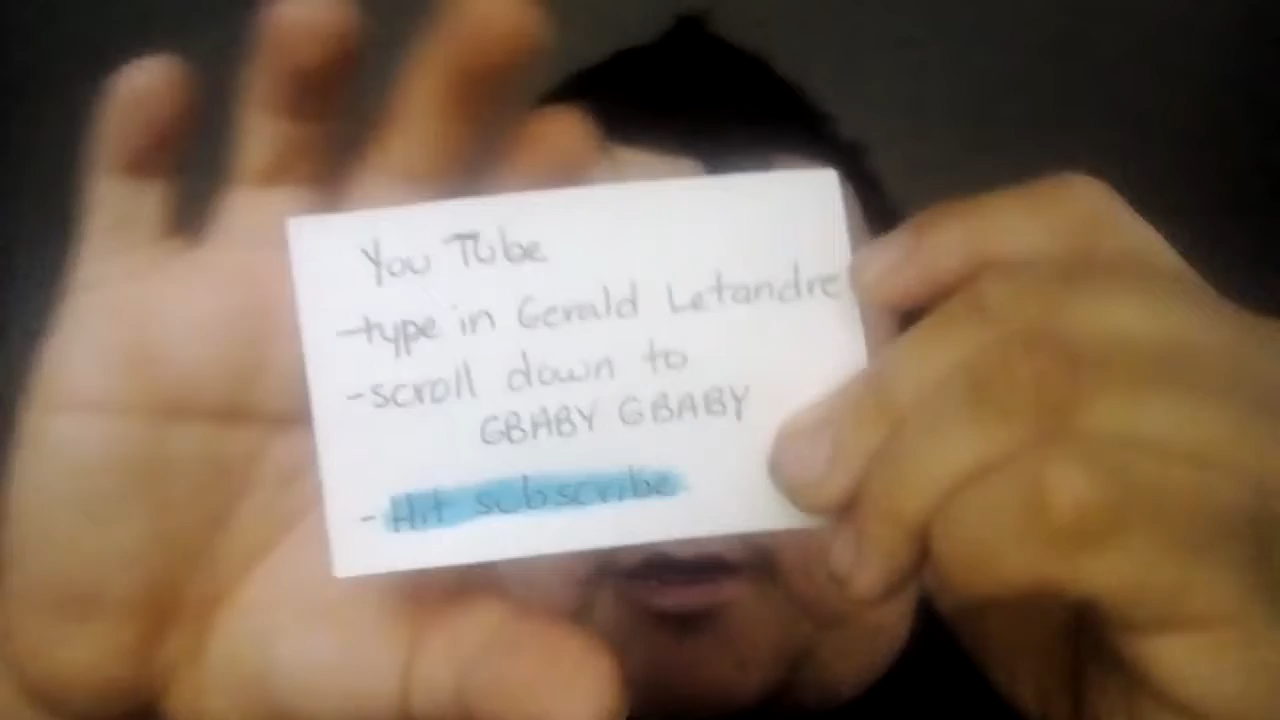 You Tube
-type in Gerald Letandre
-scroll down to
GBABY GBABY
- Hit subscribe